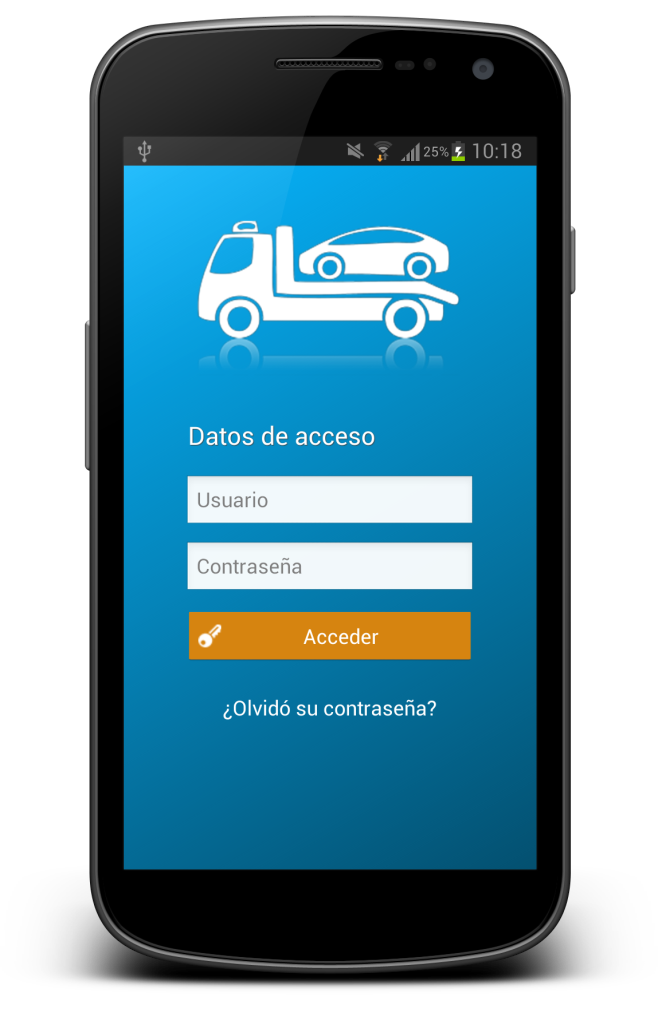 25% 10:18
Datos de acceso
Usuario
Contraseña
Acceder
¿Olvidó su contraseña?